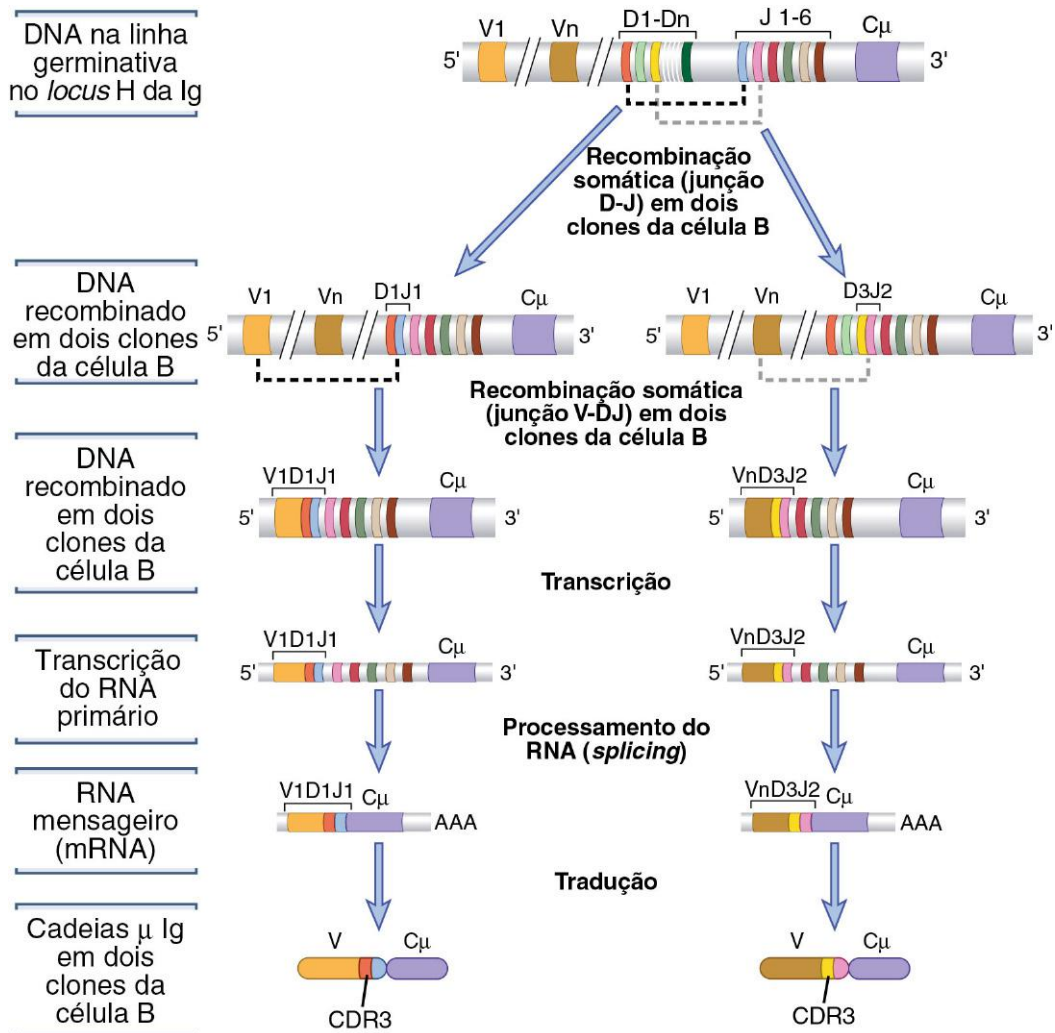 DNA na linha
germinativa
no locus H da Ig
V1
Vn
D1-Dn
J 1-6
Cμ
5'
3'
Recombinação
somática (junção
D-J) em dois
clones da célula B
DNA
recombinado
em dois clones
da célula B
V1
Vn
D1J1
Cμ
5'
3'
V1
Vn
D3J2
Cμ
5'
3'
Recombinação somática
(junção V-DJ) em dois
clones da célula B
DNA
recombinado
em dois
clones da
célula B
V1D1J1
Cμ
5'
3'
VnD3J2
Cμ
5'
3'
Transcrição
Transcrição
do RNA
primário
V1D1J1
Cμ
5'
3'
VnD3J2
Cμ
5'
3'
Processamento do
RNA (splicing)
RNA
mensageiro
(mRNA)
V1D1J1
Cμ
AAA
VnD3J2
Cμ
AAA
Tradução
Cadeias μ Ig
em dois
clones da
célula B
V
Cμ
CDR3
V
Cμ
CDR3